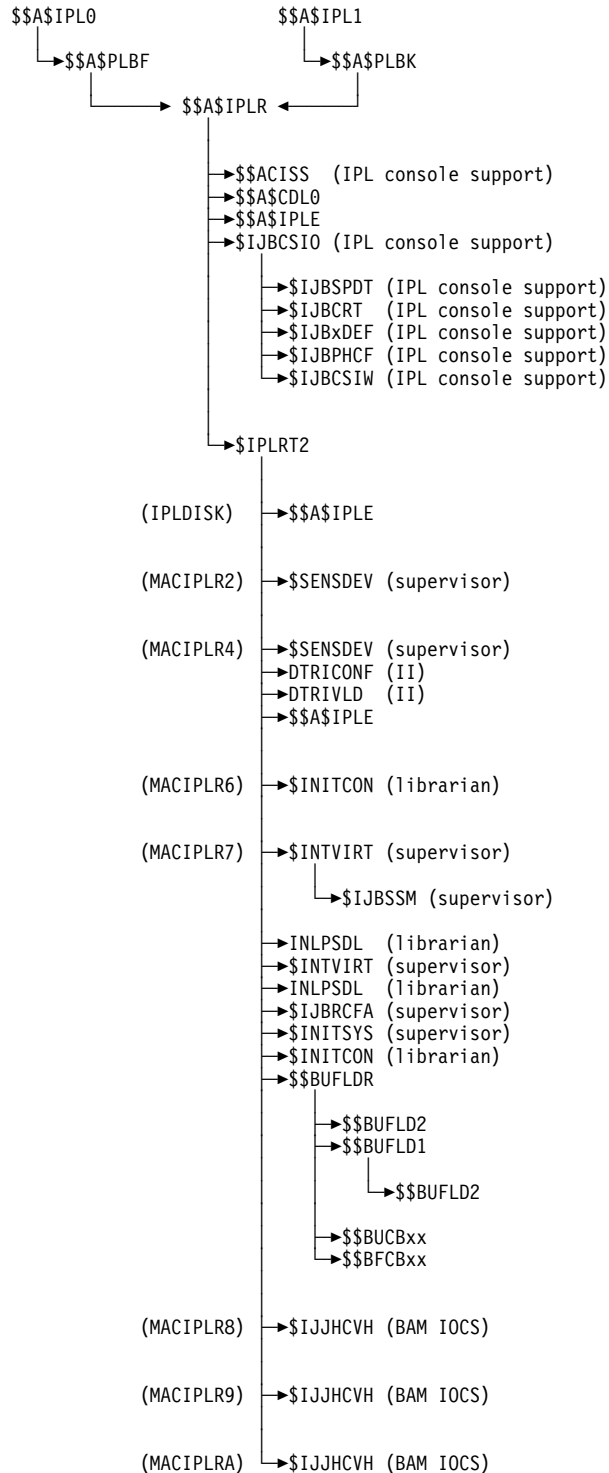 $$A$IPL0 $$A$IPL1
$$A$PLBF $$A$PLBK
$$A$IPLR
$$ACISS (IPL console support)
$$A$CDL0
$$A$IPLE
$IJBCSIO (IPL console support)
$IJBSPDT (IPL console support)
$IJBCRT (IPL console support)
$IJBxDEF (IPL console support)
$IJBPHCF (IPL console support)
$IJBCSIW (IPL console support)
$IPLRT2
(IPLDISK) $$A$IPLE
(MACIPLR2) $SENSDEV (supervisor)
(MACIPLR4) $SENSDEV (supervisor)
DTRICONF (II)
DTRIVLD (II)
$$A$IPLE
(MACIPLR6) $INITCON (librarian)
(MACIPLR7) $INTVIRT (supervisor)
$IJBSSM (supervisor)
INLPSDL (librarian)
$INTVIRT (supervisor)
INLPSDL (librarian)
$IJBRCFA (supervisor)
$INITSYS (supervisor)
$INITCON (librarian)
$$BUFLDR
$$BUFLD2
$$BUFLD1
$$BUFLD2
$$BUCBxx
$$BFCBxx
(MACIPLR8) $IJJHCVH (BAM IOCS)
(MACIPLR9) $IJJHCVH (BAM IOCS)
(MACIPLRA) $IJJHCVH (BAM IOCS)